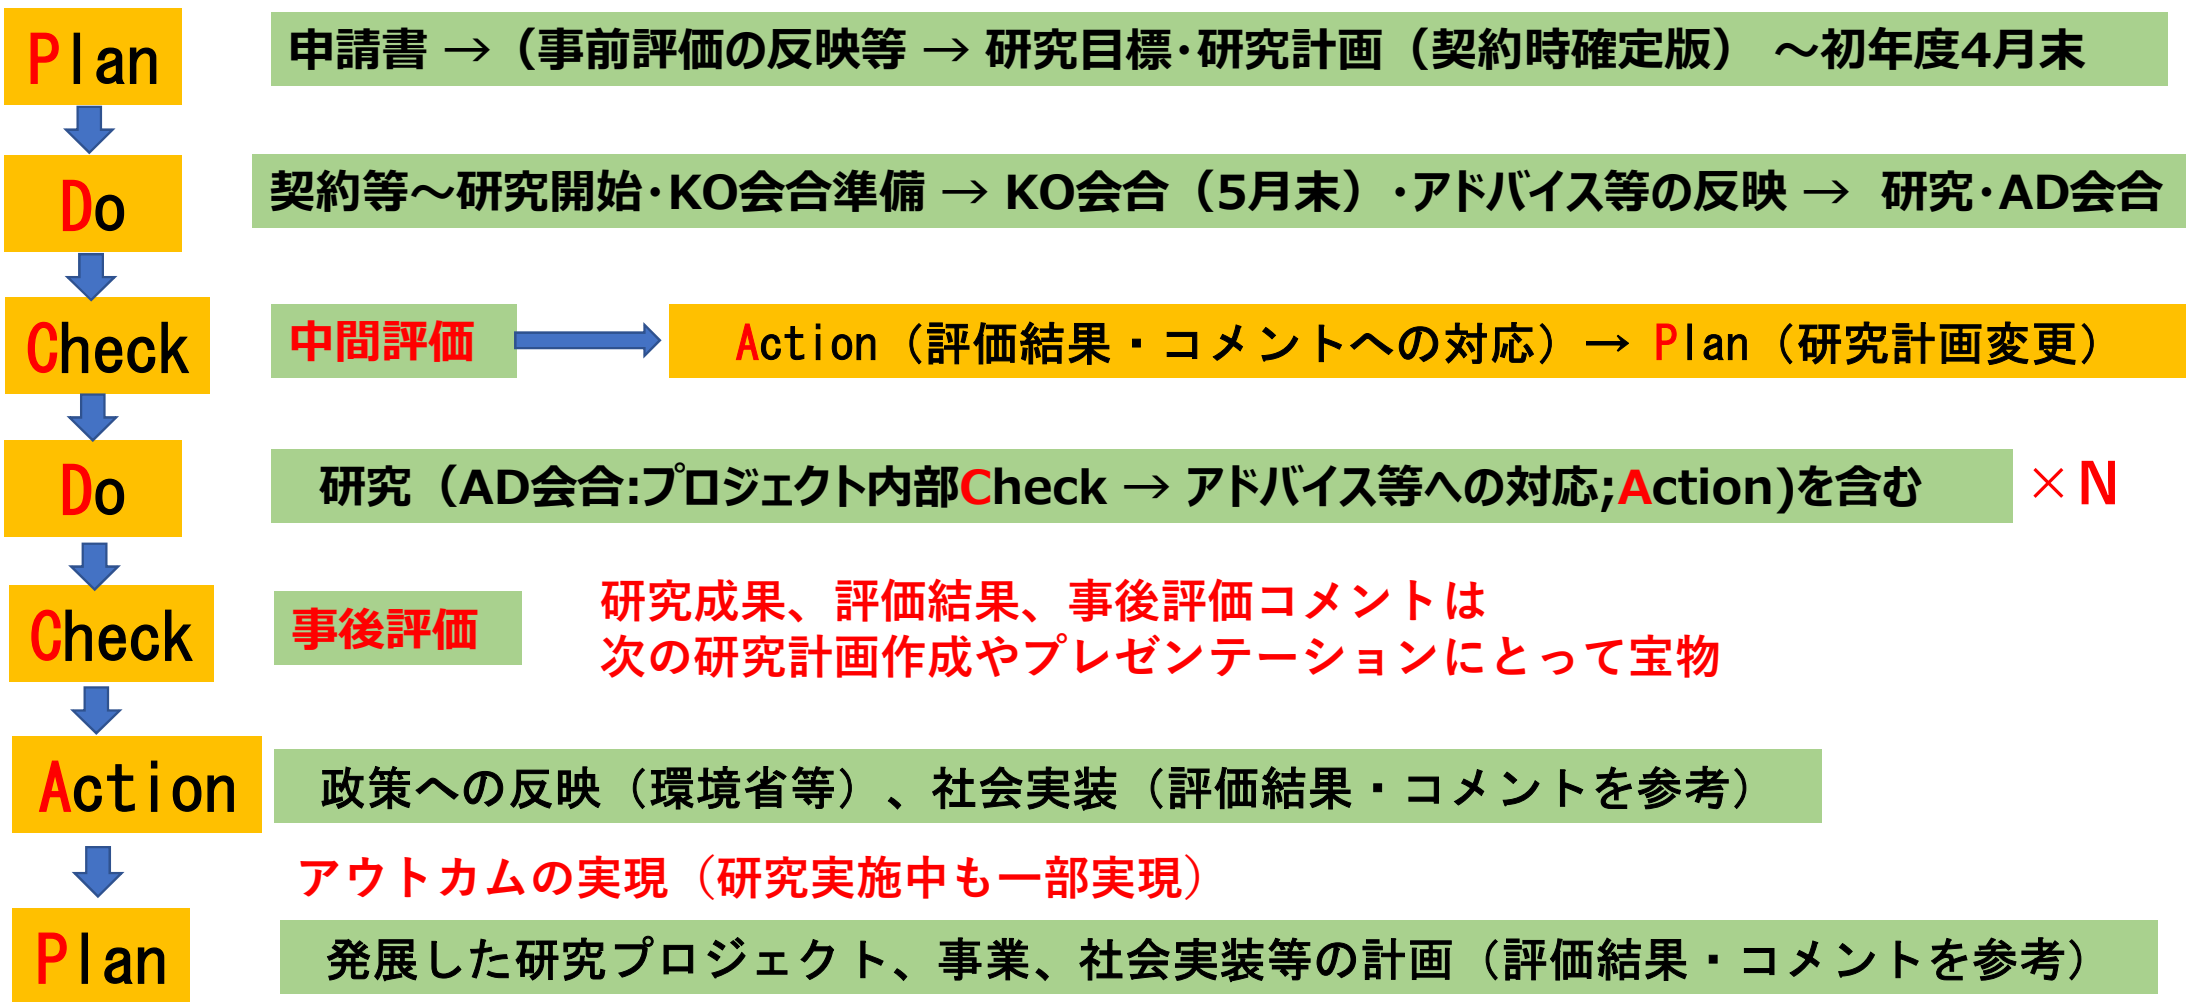 Plan
申請書 → （事前評価の反映等 → 研究目標・研究計画（契約時確定版） ～初年度4月末
Do
契約等～研究開始・KO会合準備 → KO会合（5月末）・アドバイス等の反映 → 研究・AD会合
Check
中間評価
Action（評価結果・コメントへの対応）→ Plan（研究計画変更）
Do
研究（AD会合:プロジェクト内部Check → アドバイス等への対応;Action)を含む
×N
Check
事後評価
研究成果、評価結果、事後評価コメントは
次の研究計画作成やプレゼンテーションにとって宝物
Action
政策への反映（環境省等）、社会実装（評価結果・コメントを参考）
アウトカムの実現（研究実施中も一部実現）
Plan
発展した研究プロジェクト、事業、社会実装等の計画（評価結果・コメントを参考）